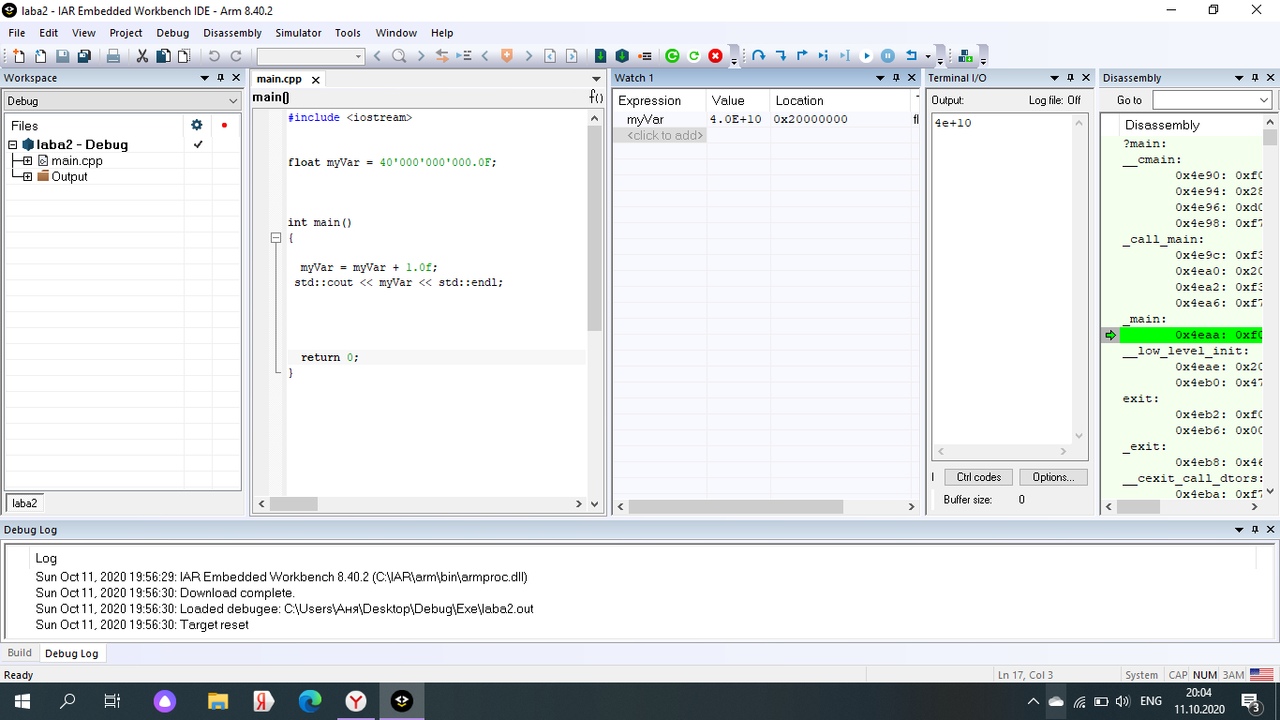 laba2 - IAR Embedded Workbench IDE - Arm 8.40.2
File Edit View Project Debug Disassembly Simulator Tools Window Help
Workspace
Debug
Files
laba2 - Debug
main.cpp
Output
laba2
main.cpp
main()
f()
#include <iostream>
float myVar = 40'000'000'000.0F;
int main()
{
myVar = myVar + 1.0f;
std::cout << myVar << std::endl;
return 0;
}
Watch 1
Expression Value Location
myVar 4.0E+10 0x20000000 fl
<click to add>
Terminal I/O
Output: Log file: Off
4e+10
Ctrl codes Options...
Buffer size: 0
Disassembly
Go to
Disassembly
?main:
__cmain:
0x4e90: 0xf0
0x4e94: 0x28
0x4e96: 0xd0
0x4e98: 0xf7
_call_main:
0x4e9c: 0xf3
0x4ea0: 0x20
0x4ea2: 0xf3
0x4ea6: 0xf7
_main:
0x4eaa: 0xf0
__low_level_init:
0x4eae: 0x20
0x4eb0: 0x47
exit:
0x4eb2: 0xf0
0x4eb6: 0x00
_exit:
0x4eb8: 0x46
__cexit_call_dtors:
0x4eba: 0xf7
Debug Log
Log
Sun Oct 11, 2020 19:56:29: IAR Embedded Workbench 8.40.2 (C:\IAR\arm\bin\armproc.dll)
Sun Oct 11, 2020 19:56:30: Download complete.
Sun Oct 11, 2020 19:56:30: Loaded debugee: C:\Users\Аня\Desktop\Debug\Exe\laba2.out
Sun Oct 11, 2020 19:56:30: Target reset
Build Debug Log
Ready Ln 17, Col 3 System CAP NUM ЗАМ
ENG
20:04
11.10.2020
3